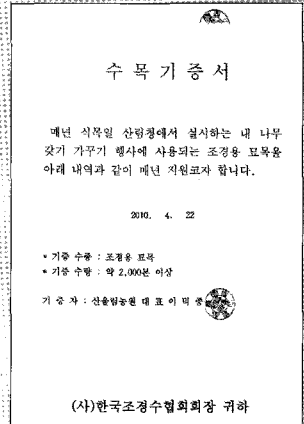 수 목 기 증 서
매년 식목일 산림청에서 실시하는 내 나무
갖기 가꾸기 행사에 사용되는 조경용 묘목을
아래 내역과 같이 매년 지원코자 합니다.
2010. 4. 22
* 기증 수종 : 조경용 묘목
* 기증 수량 : 약 2,000본 이상
기 증 자 : 산울림농원 대 표 이 덕 중
(사)한국조경수협회회장 귀하